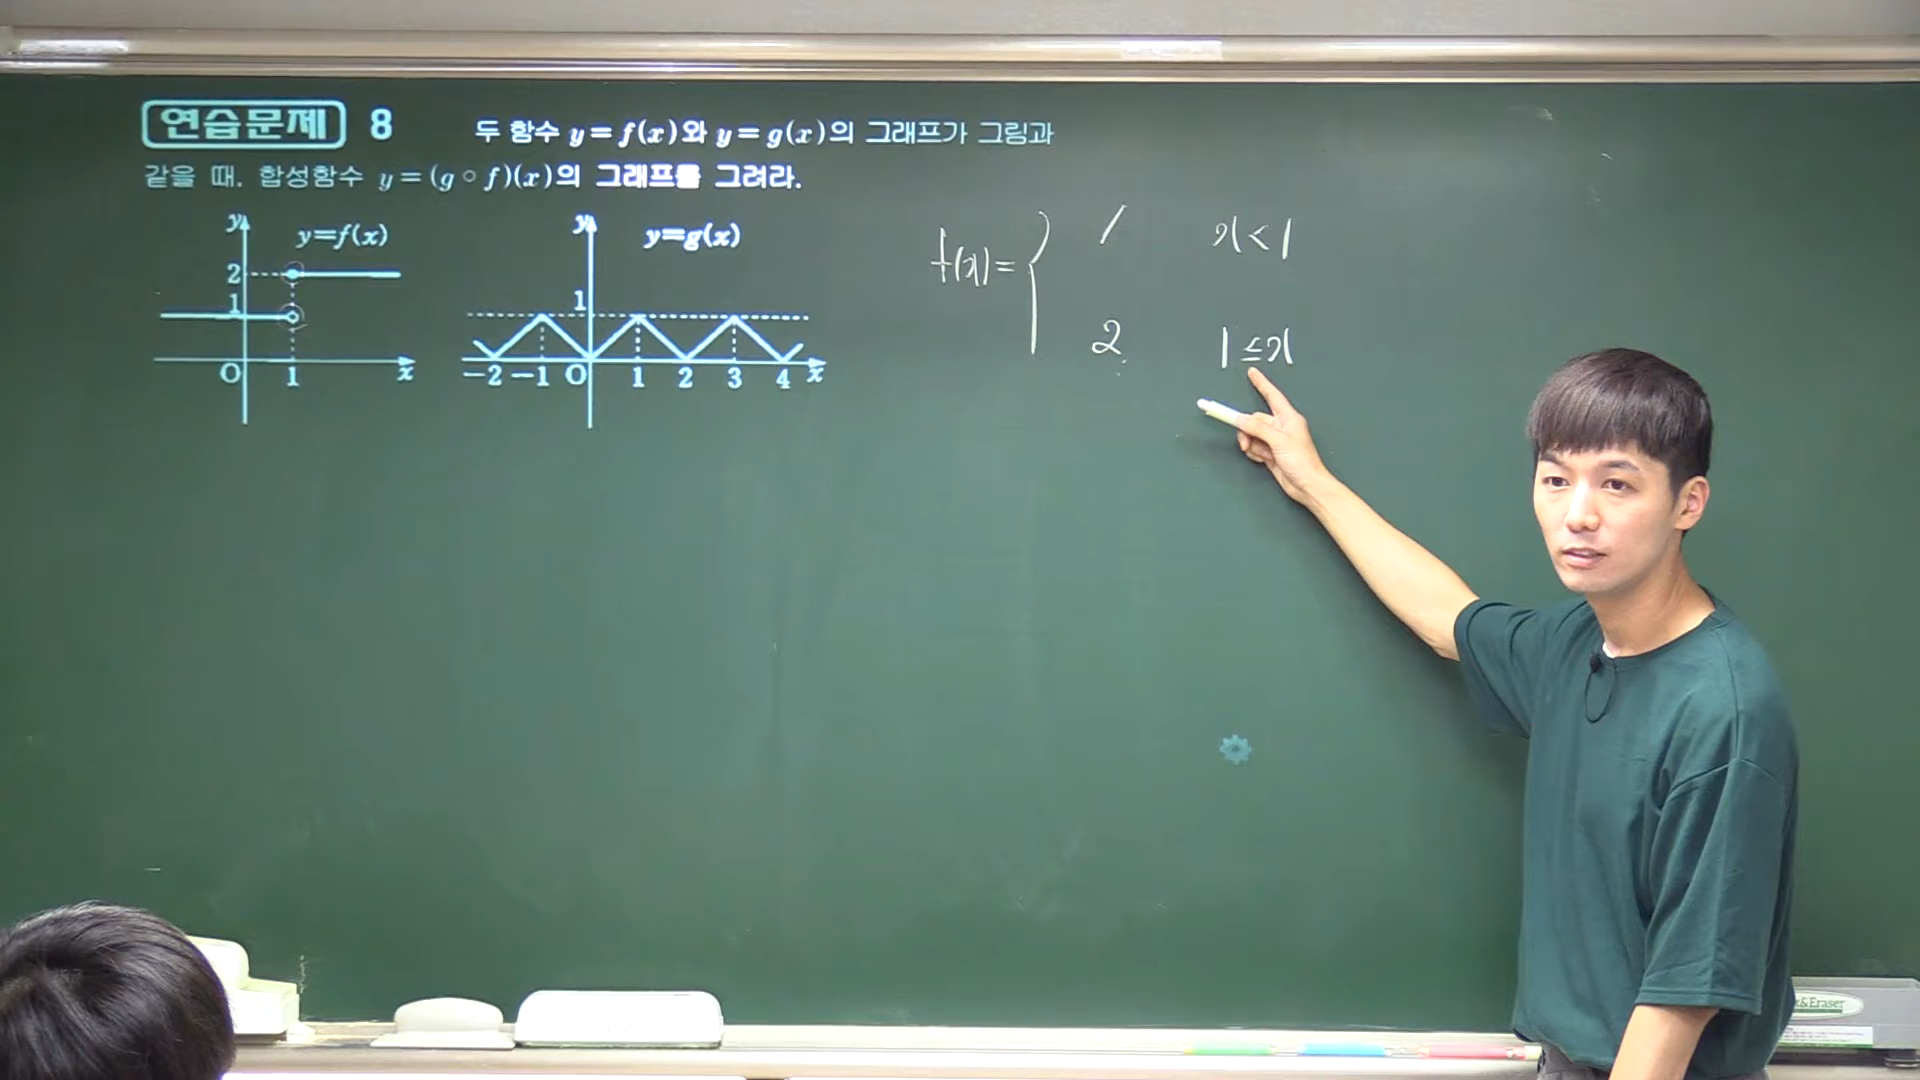 연습문제 8 두 함수 y=f(x)와 y=g(x)의 그래프가 그림과
같을 때, 합성함수 y=(g∘f)(x)의 그래프를 그려라.
y y=f(x)
2
1
O 1 x
y y=g(x)
1
-2 -1 O 1 2 3 4 x
f(x)= { 1 x<1
2 1≤x
&Eraser